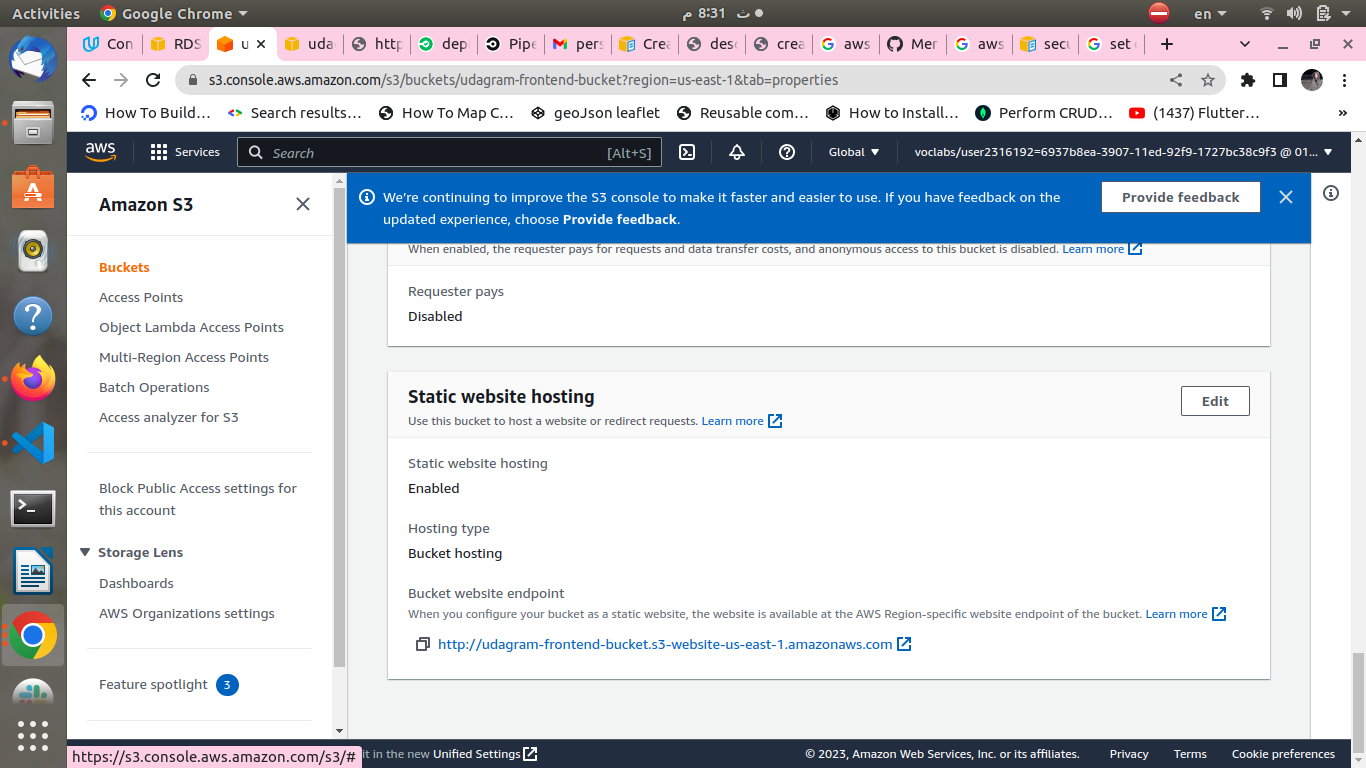 Activities
Google Chrome
8:31 م
ث
en
Con
RDS
u
uda
http
dep
Pipe
pers
Crea
desc
crea
aws
Mer
aws
secu
set
s3.console.aws.amazon.com/s3/buckets/udagram-frontend-bucket?region=us-east-1&tab=properties
How To Build…
Search results…
How To Map C…
geoJson leaflet
Reusable com…
How to Install…
Perform CRUD…
(1437) Flutter…
»
aws
Services
Search
[Alt+S]
Global
voclabs/user2316192=6937b8ea-3907-11ed-92f9-1727bc38c9f3 @ 01...
Amazon S3
Buckets
Access Points
Object Lambda Access Points
Multi-Region Access Points
Batch Operations
Access analyzer for S3
Block Public Access settings for
this account
Storage Lens
Dashboards
AWS Organizations settings
Feature spotlight 3
We're continuing to improve the S3 console to make it faster and easier to use. If you have feedback on the
updated experience, choose Provide feedback.
Provide feedback
When enabled, the requester pays for requests and data transfer costs, and anonymous access to this bucket is disabled. Learn more
Requester pays
Disabled
Static website hosting
Edit
Use this bucket to host a website or redirect requests. Learn more
Static website hosting
Enabled
Hosting type
Bucket hosting
Bucket website endpoint
When you configure your bucket as a static website, the website is available at the AWS Region-specific website endpoint of the bucket. Learn more
http://udagram-frontend-bucket.s3-website-us-east-1.amazonaws.com
https://s3.console.aws.amazon.com/s3/#
it in the new Unified Settings
© 2023, Amazon Web Services, Inc. or its affiliates.
Privacy
Terms
Cookie preferences